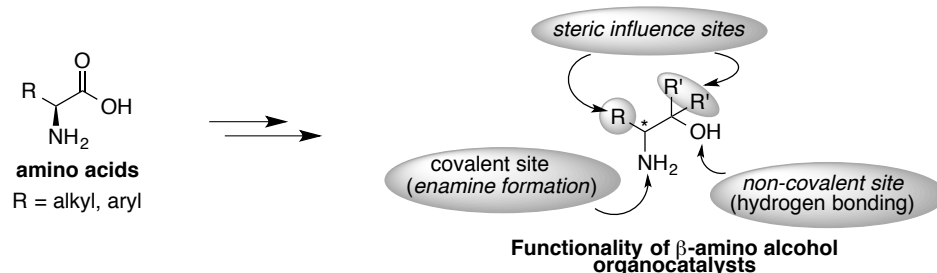 steric influence sites
O
R
OH
NH2
amino acids
R = alkyl, aryl
R'
R'
R
*
OH
NH2
covalent site
(enamine formation)
non-covalent site
(hydrogen bonding)
Functionality of β-amino alcohol
organocatalysts